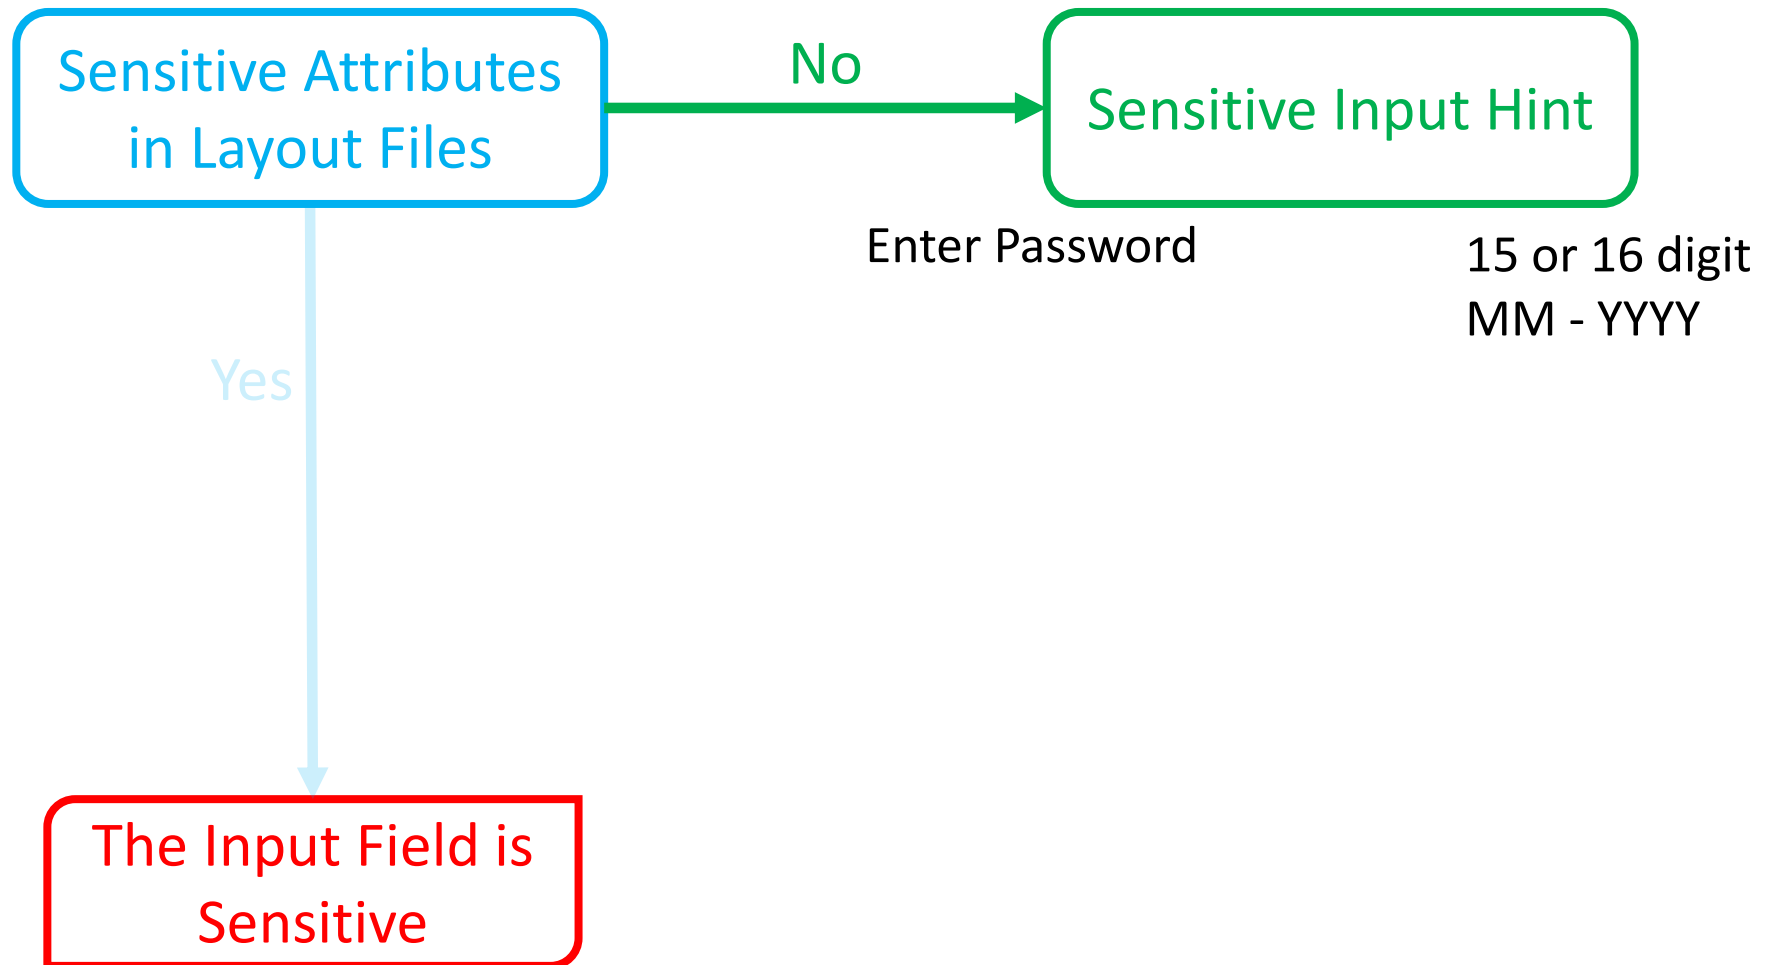 Sensitive Attributes
in Layout Files
No
Sensitive Input Hint
Enter Password
15 or 16 digit
MM - YYYY
Yes
The Input Field is
Sensitive